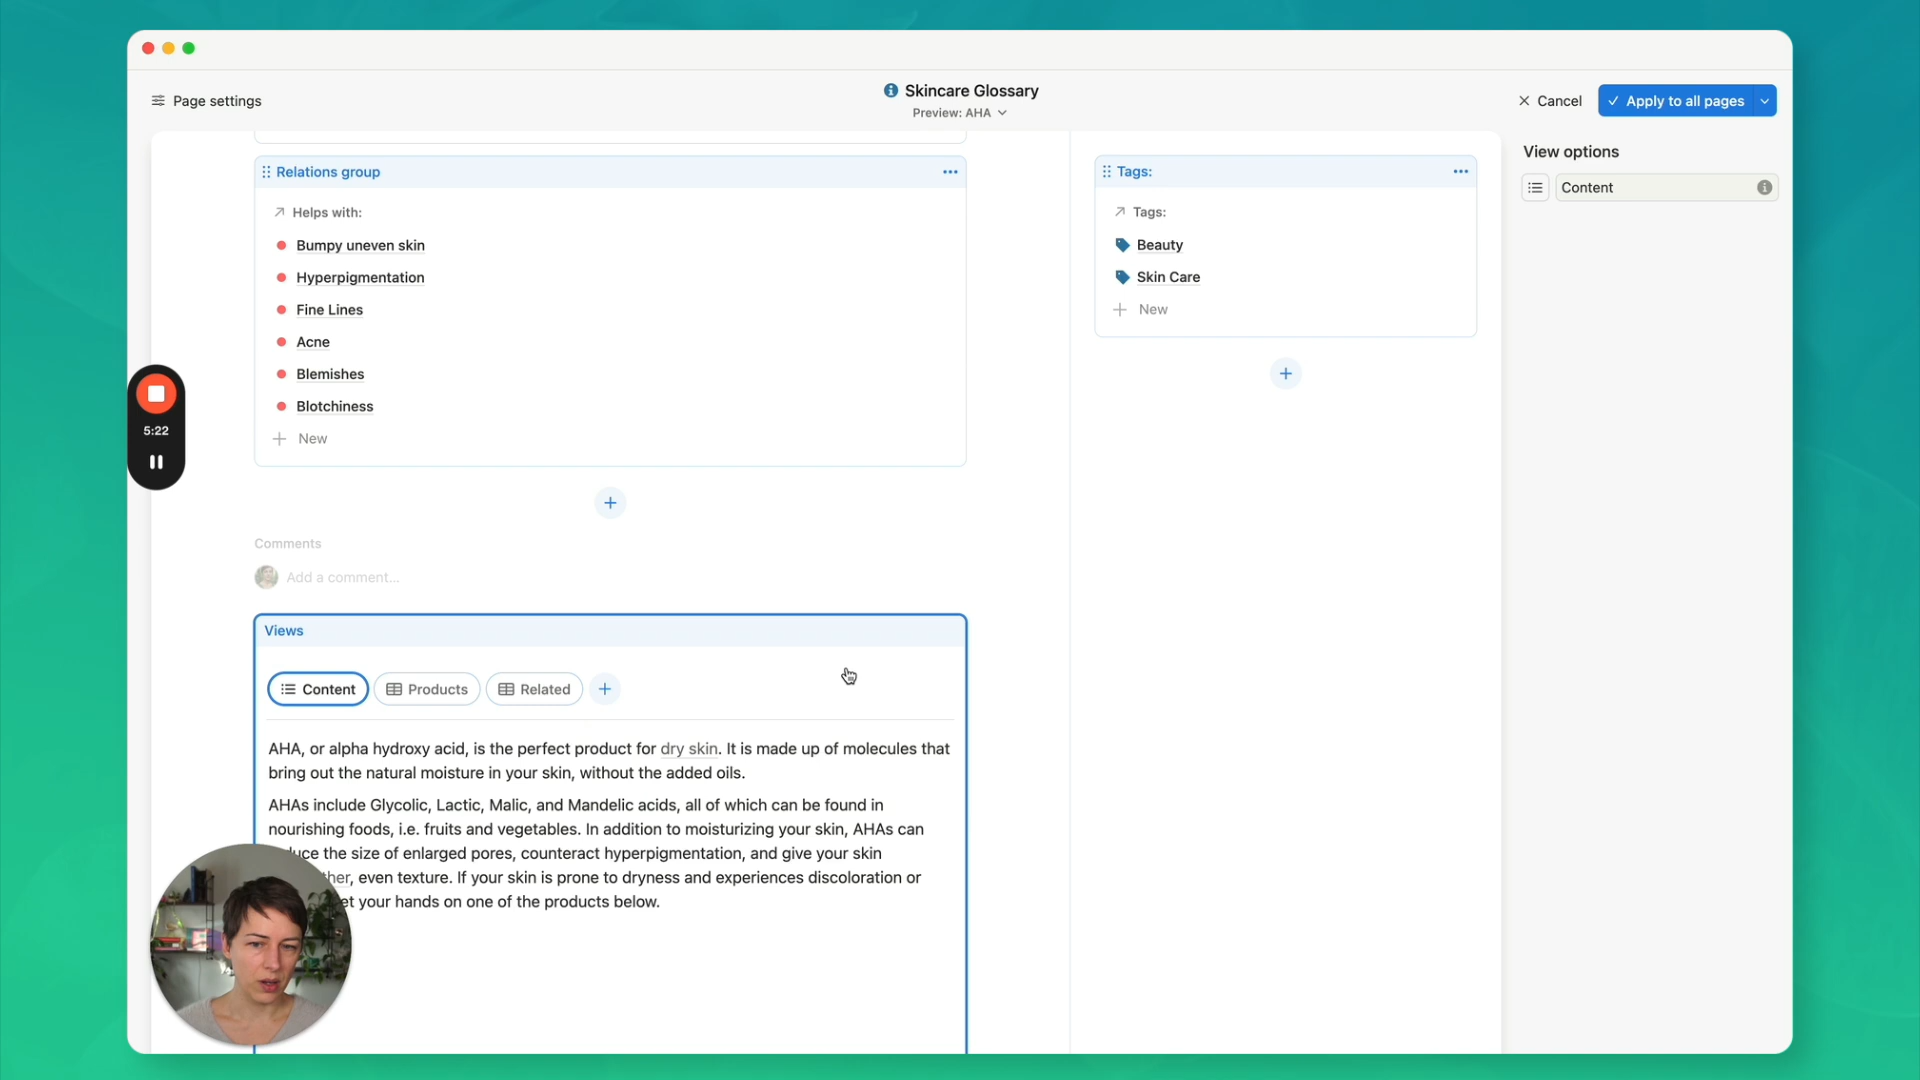 Page settings
Skincare Glossary
Preview: AHA
Cancel
Apply to all pages
Relations group
Helps with:
Bumpy uneven skin
Hyperpigmentation
Fine Lines
Acne
Blemishes
Blotchiness
New
Tags:
Tags:
Beauty
Skin Care
New
View options
Content
5:22
Comments
Add a comment...
Views
Content
Products
Related
AHA, or alpha hydroxy acid, is the perfect product for dry skin. It is made up of molecules that
bring out the natural moisture in your skin, without the added oils.
AHAs include Glycolic, Lactic, Malic, and Mandelic acids, all of which can be found in
nourishing foods, i.e. fruits and vegetables. In addition to moisturizing your skin, AHAs can
the size of enlarged pores, counteract hyperpigmentation, and give your skin
even texture. If your skin is prone to dryness and experiences discoloration or
your hands on one of the products below.